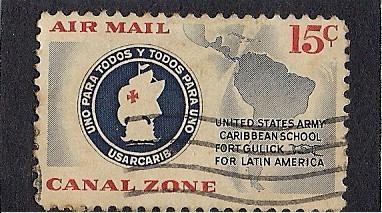 AIR MAIL
15¢
UNO PARA TODOS Y TODOS PARA UNO
USARCARIB
UNITED STATES ARMY
CARIBBEAN SCHOOL
FORT GULICK
FOR LATIN AMERICA
CANAL ZONE